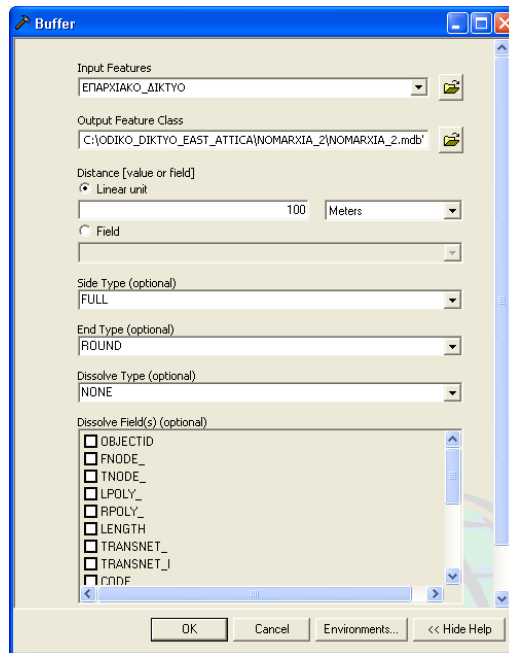 Buffer
Input Features
ΕΠΑΡΧΙΑΚΟ_ΔΙΚΤΥΟ
Output Feature Class
C:\ODIKO_DIKTYO_EAST_ATTICA\NOMARXIA_2\NOMARXIA_2.mdb'
Distance [value or field]
Linear unit
100 Meters
Field
Side Type (optional)
FULL
End Type (optional)
ROUND
Dissolve Type (optional)
NONE
Dissolve Field(s) (optional)
OBJECTID
FNODE_
TNODE_
LPOLY_
RPOLY_
LENGTH
TRANSNET_
TRANSNET_I
CODE
OK Cancel Environments... << Hide Help